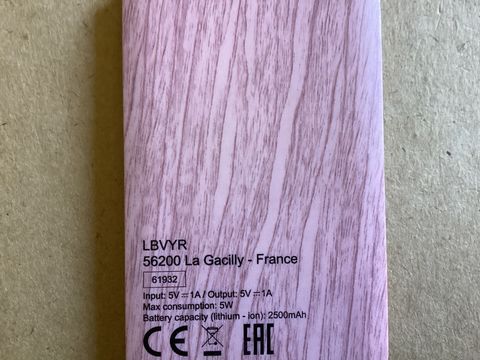 LBVYR
56200 La Gacilly - France
61932
Input: 5V⎓1A / Output: 5V⎓1A
Max consumption: 5W
Battery capacity (lithium - ion): 2500mAh
CE EAC